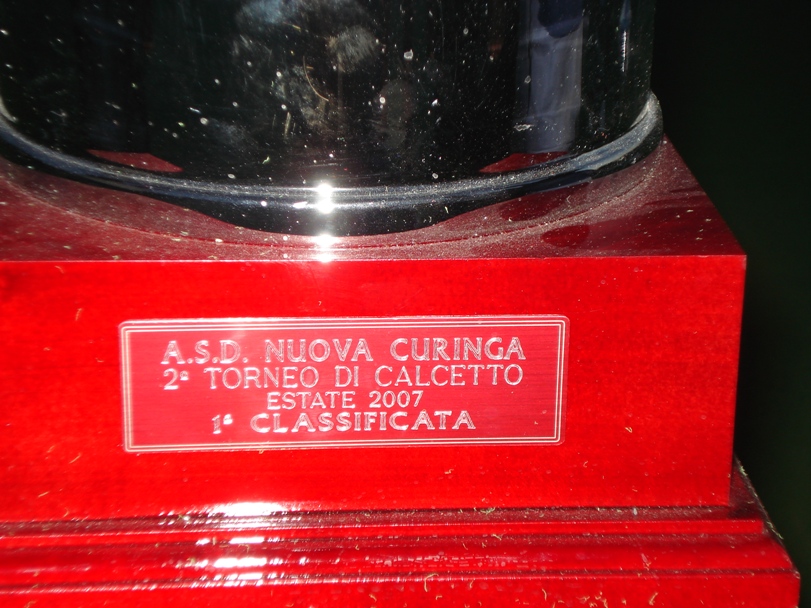 A.S.D. NUOVA CURINGA
2º TORNEO DI CALCETTO
ESTATE 2007
1ª CLASSIFICATA